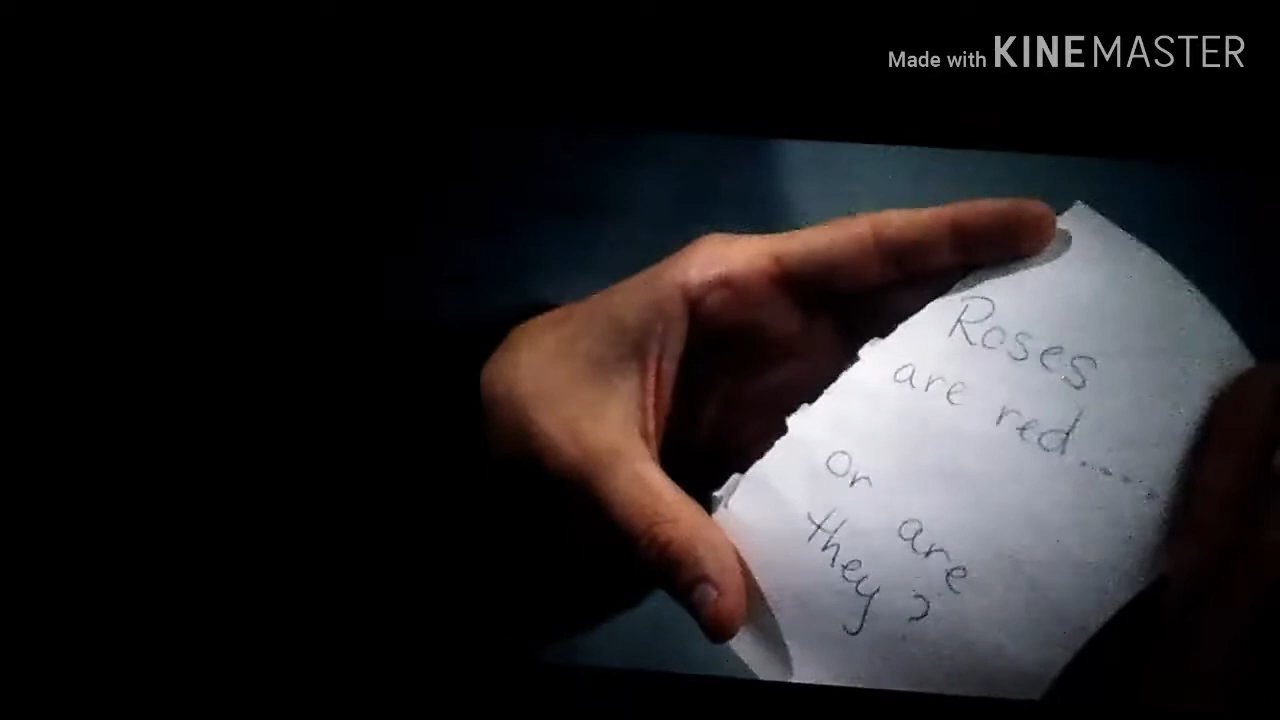 Made with KINEMASTER
Roses
are red.....
or are
they?